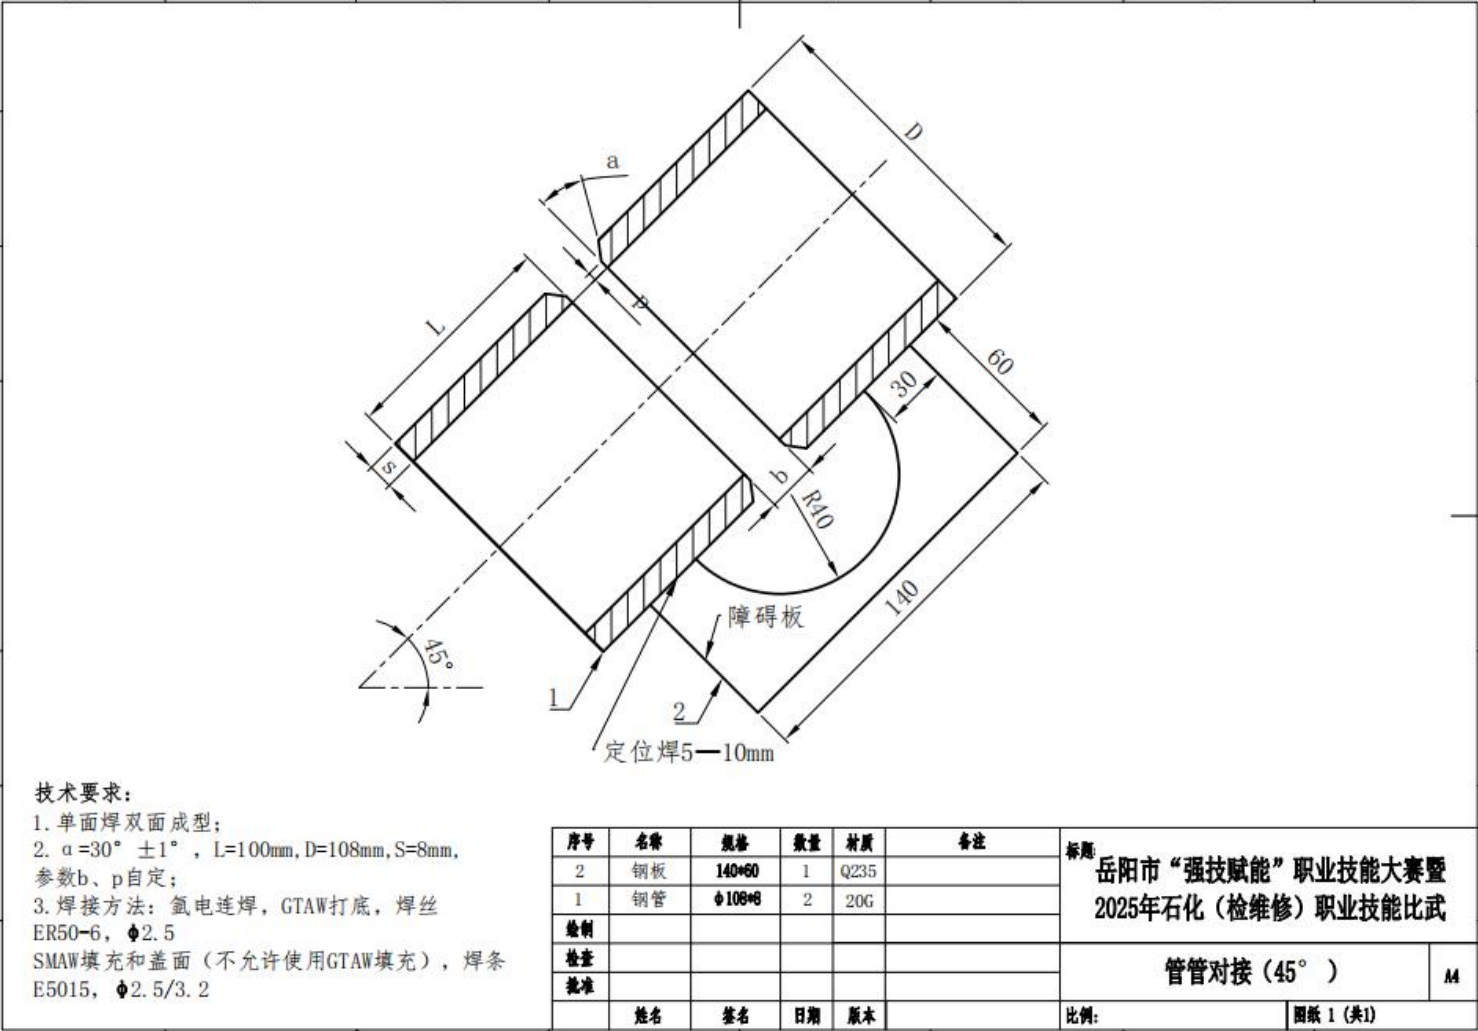 D
a
p
L
60
30
s
b
R40
140
障碍板
45°
1
2
定位焊5—10mm
技术要求:
1.单面焊双面成型;
2. α=30° ±1° , L=100mm,D=108mm,S=8mm,
参数b、p自定;
3.焊接方法: 氩电连焊, GTAW打底, 焊丝
ER50-6, Φ2.5
SMAW填充和盖面(不允许使用GTAW填充), 焊条
E5015, Φ2.5/3.2
序号 名称 规格 数量 材质 备注
2 钢板 140*60 1 Q235
1 钢管 Φ108*8 2 20G
绘制
检查
批准
姓名 签名 日期 版本
标题:
岳阳市“强技赋能”职业技能大赛暨
2025年石化(检维修)职业技能比武
管管对接(45° )
A4
比例:
图纸 1 (共1)